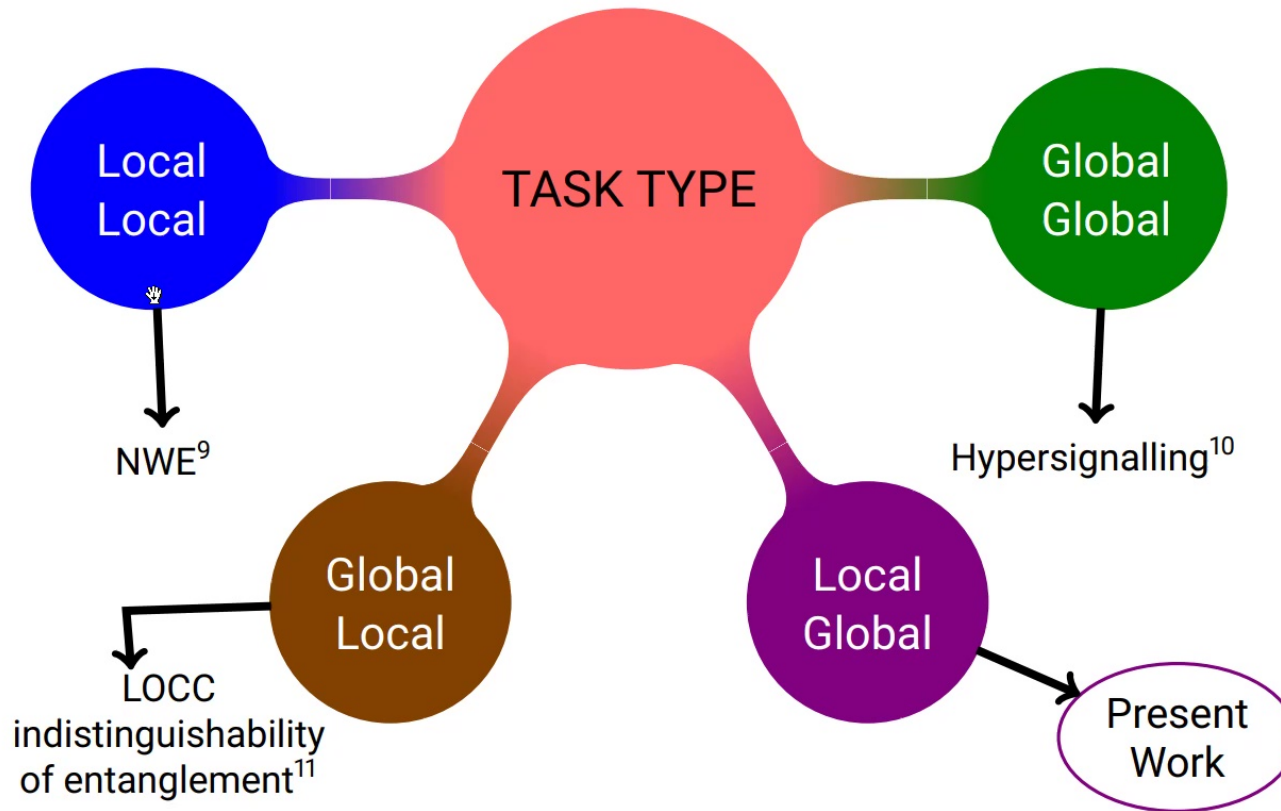 TASK TYPE
Local
Local
Global
Global
NWE⁹
Hypersignalling¹⁰
Global
Local
Local
Global
LOCC
indistinguishability
of entanglement¹¹
Present
Work